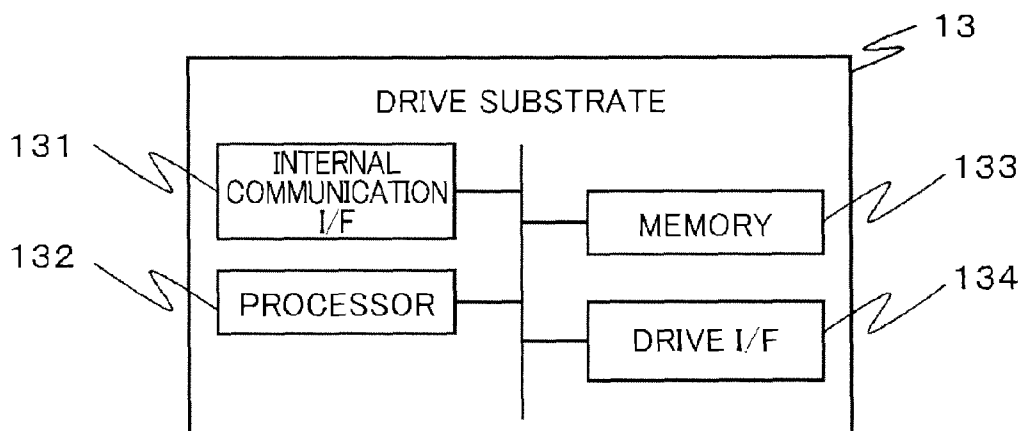 13
DRIVE SUBSTRATE
131
INTERNAL
COMMUNICATION
I/F
133
MEMORY
132
PROCESSOR
134
DRIVE I/F